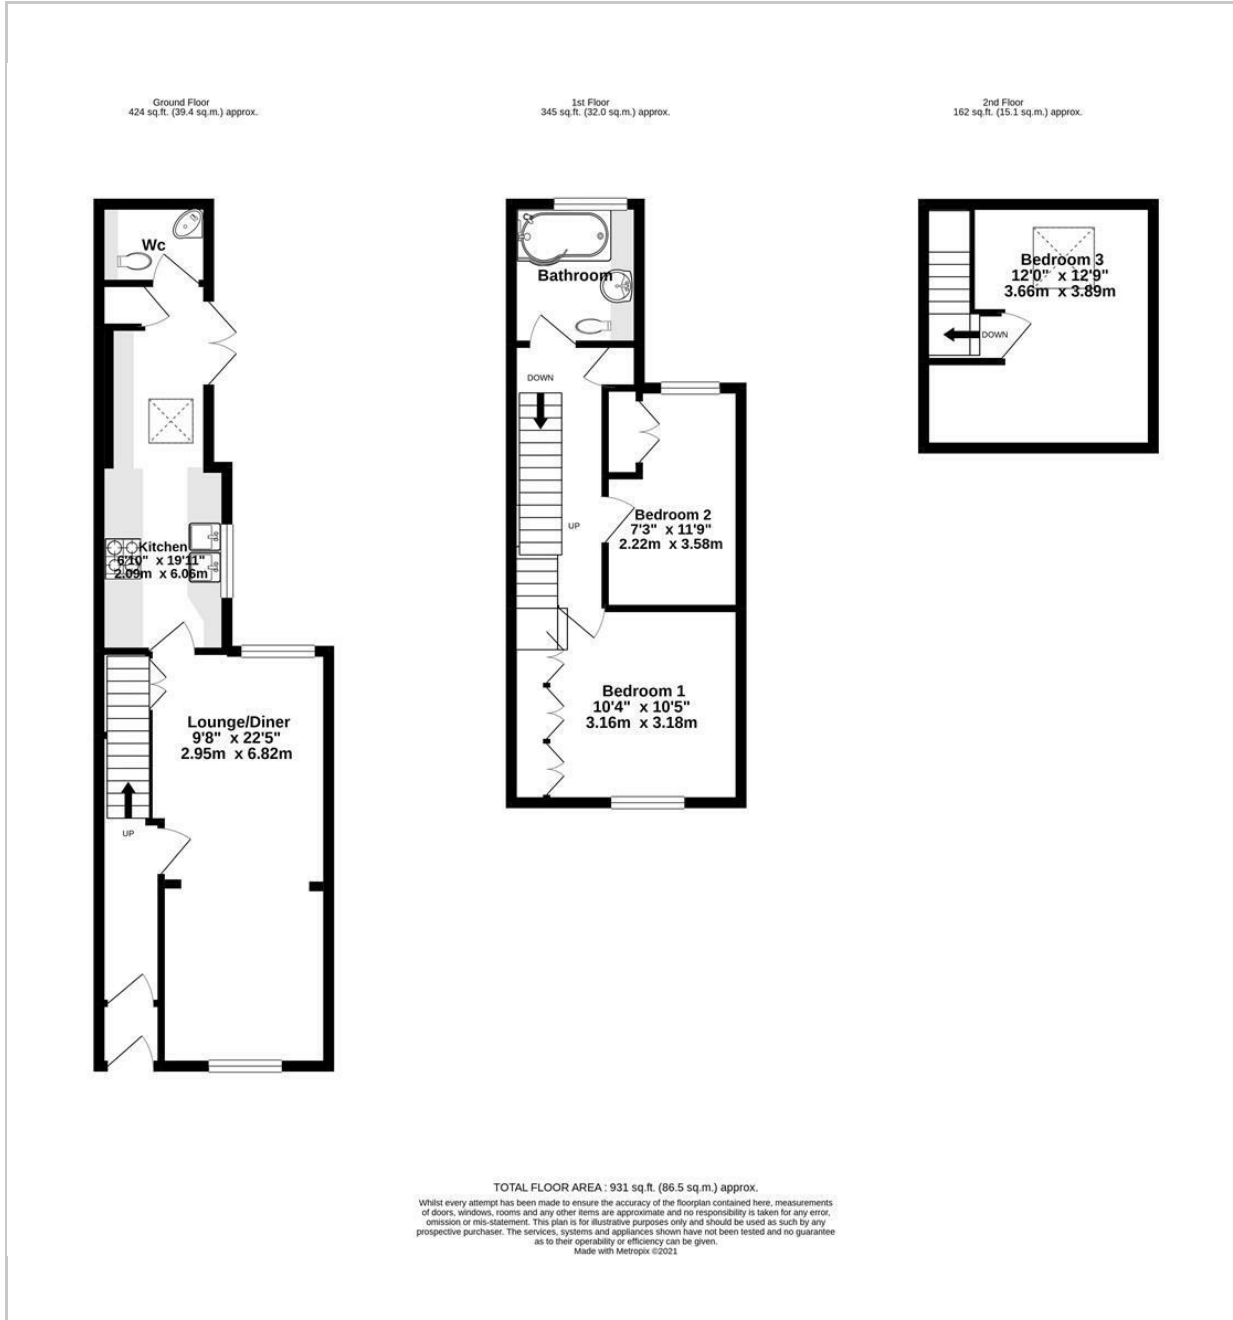 Ground Floor
424 sq.ft. (39.4 sq.m.) approx.
1st Floor
345 sq.ft. (32.0 sq.m.) approx.
2nd Floor
162 sq.ft. (15.1 sq.m.) approx.
Wc
Kitchen
6'10" x 19'11"
2.09m x 6.06m
Lounge/Diner
9'8" x 22'5"
2.95m x 6.82m
UP
Bathroom
DOWN
UP
Bedroom 2
7'3" x 11'9"
2.22m x 3.58m
Bedroom 1
10'4" x 10'5"
3.16m x 3.18m
Bedroom 3
12'0" x 12'9"
3.66m x 3.89m
DOWN
TOTAL FLOOR AREA : 931 sq.ft. (86.5 sq.m.) approx.
Whilst every attempt has been made to ensure the accuracy of the floorplan contained here, measurements
of doors, windows, rooms and any other items are approximate and no responsibility is taken for any error,
omission or mis-statement. This plan is for illustrative purposes only and should be used as such by any
prospective purchaser. The services, systems and appliances shown have not been tested and no guarantee
as to their operability or efficiency can be given.
Made with Metropix ©2021